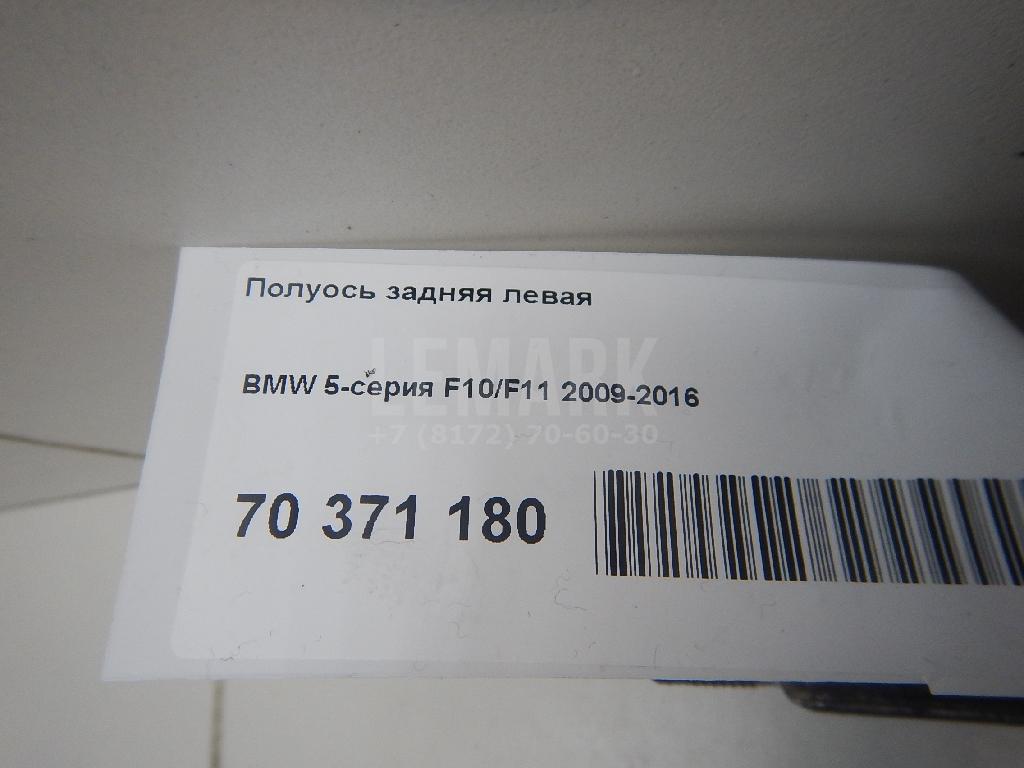 Полуось задняя левая
LEMARK
BMW 5-серия F10/F11 2009-2016
+7 (8172) 70-60-30
70 371 180